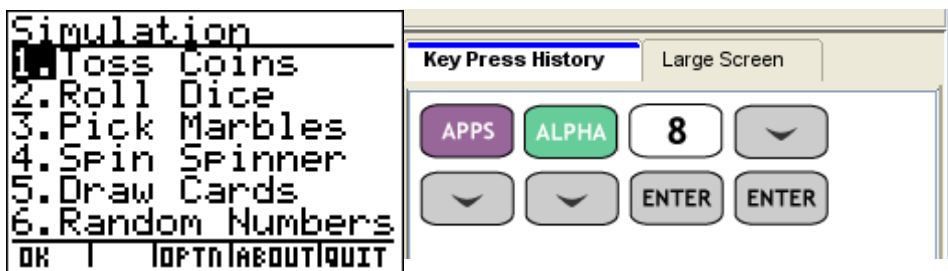 Simulation
1.Toss Coins
2.Roll Dice
3.Pick Marbles
4.Spin Spinner
5.Draw Cards
6.Random Numbers
OK OPTN ABOUT QUIT
Key Press History Large Screen
APPS ALPHA 8
ENTER ENTER